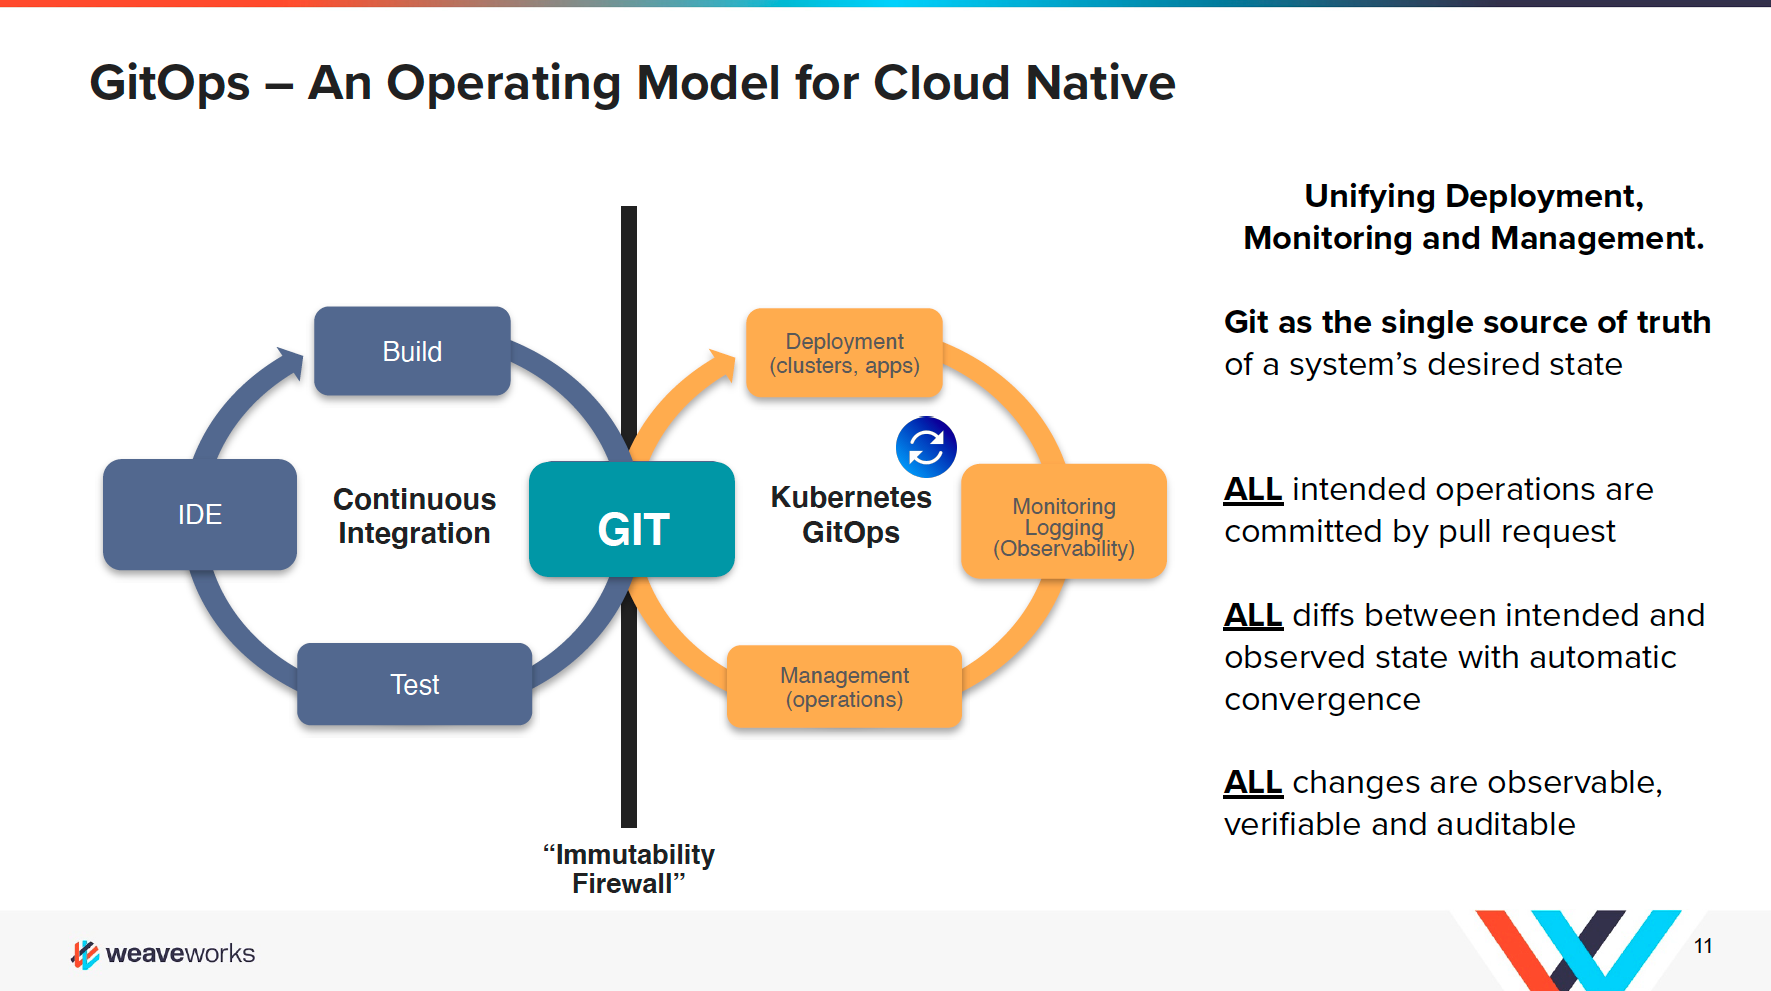 GitOps – An Operating Model for Cloud Native
Build
IDE
Continuous
Integration
Test
GIT
Deployment
(clusters, apps)
Kubernetes
GitOps
Monitoring
Logging
(Observability)
Management
(operations)
“Immutability
Firewall”
Unifying Deployment,
Monitoring and Management.
Git as the single source of truth
of a system’s desired state
ALL intended operations are
committed by pull request
ALL diffs between intended and
observed state with automatic
convergence
ALL changes are observable,
verifiable and auditable
weaveworks
11